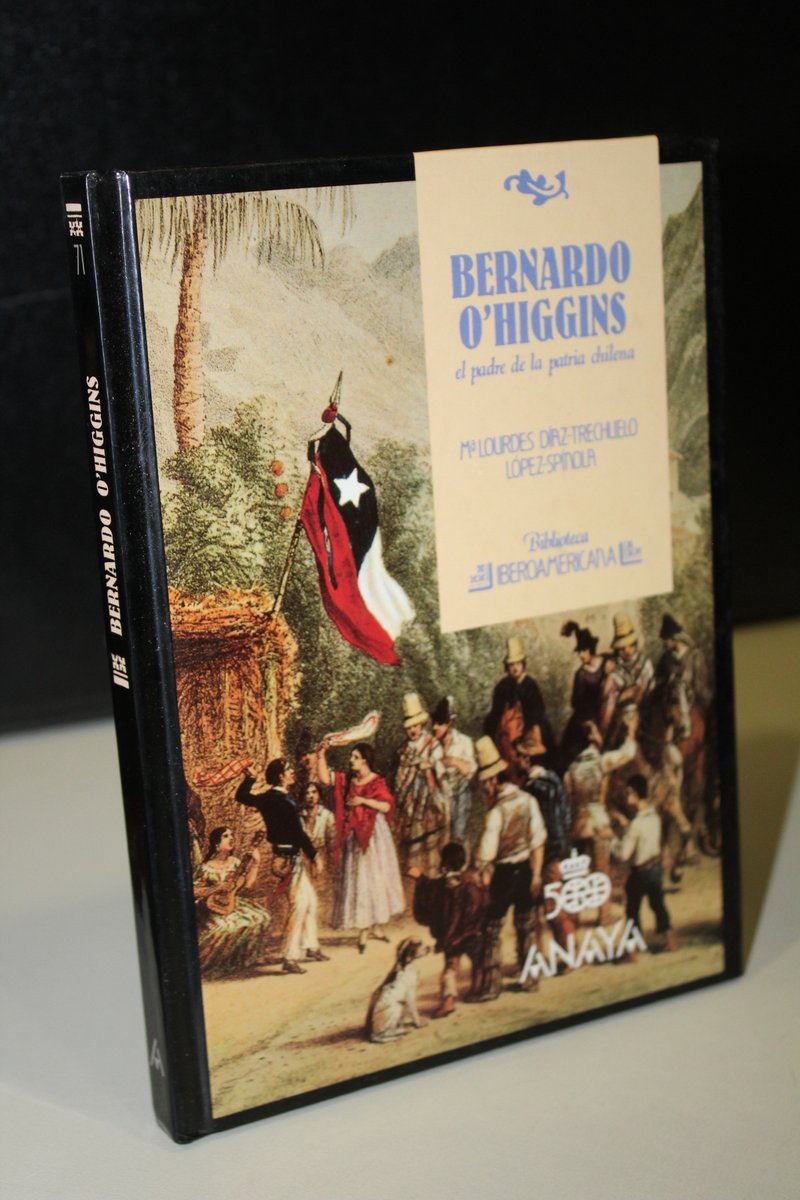 71
BERNARDO O'HIGGINS
BERNARDO
O'HIGGINS
el padre de la patria chilena
Mª LOURDES DÍAZ-TRECHUELO
LÓPEZ-SPÍNOLA
Biblioteca
IBEROAMERICANA
500
ANAYA